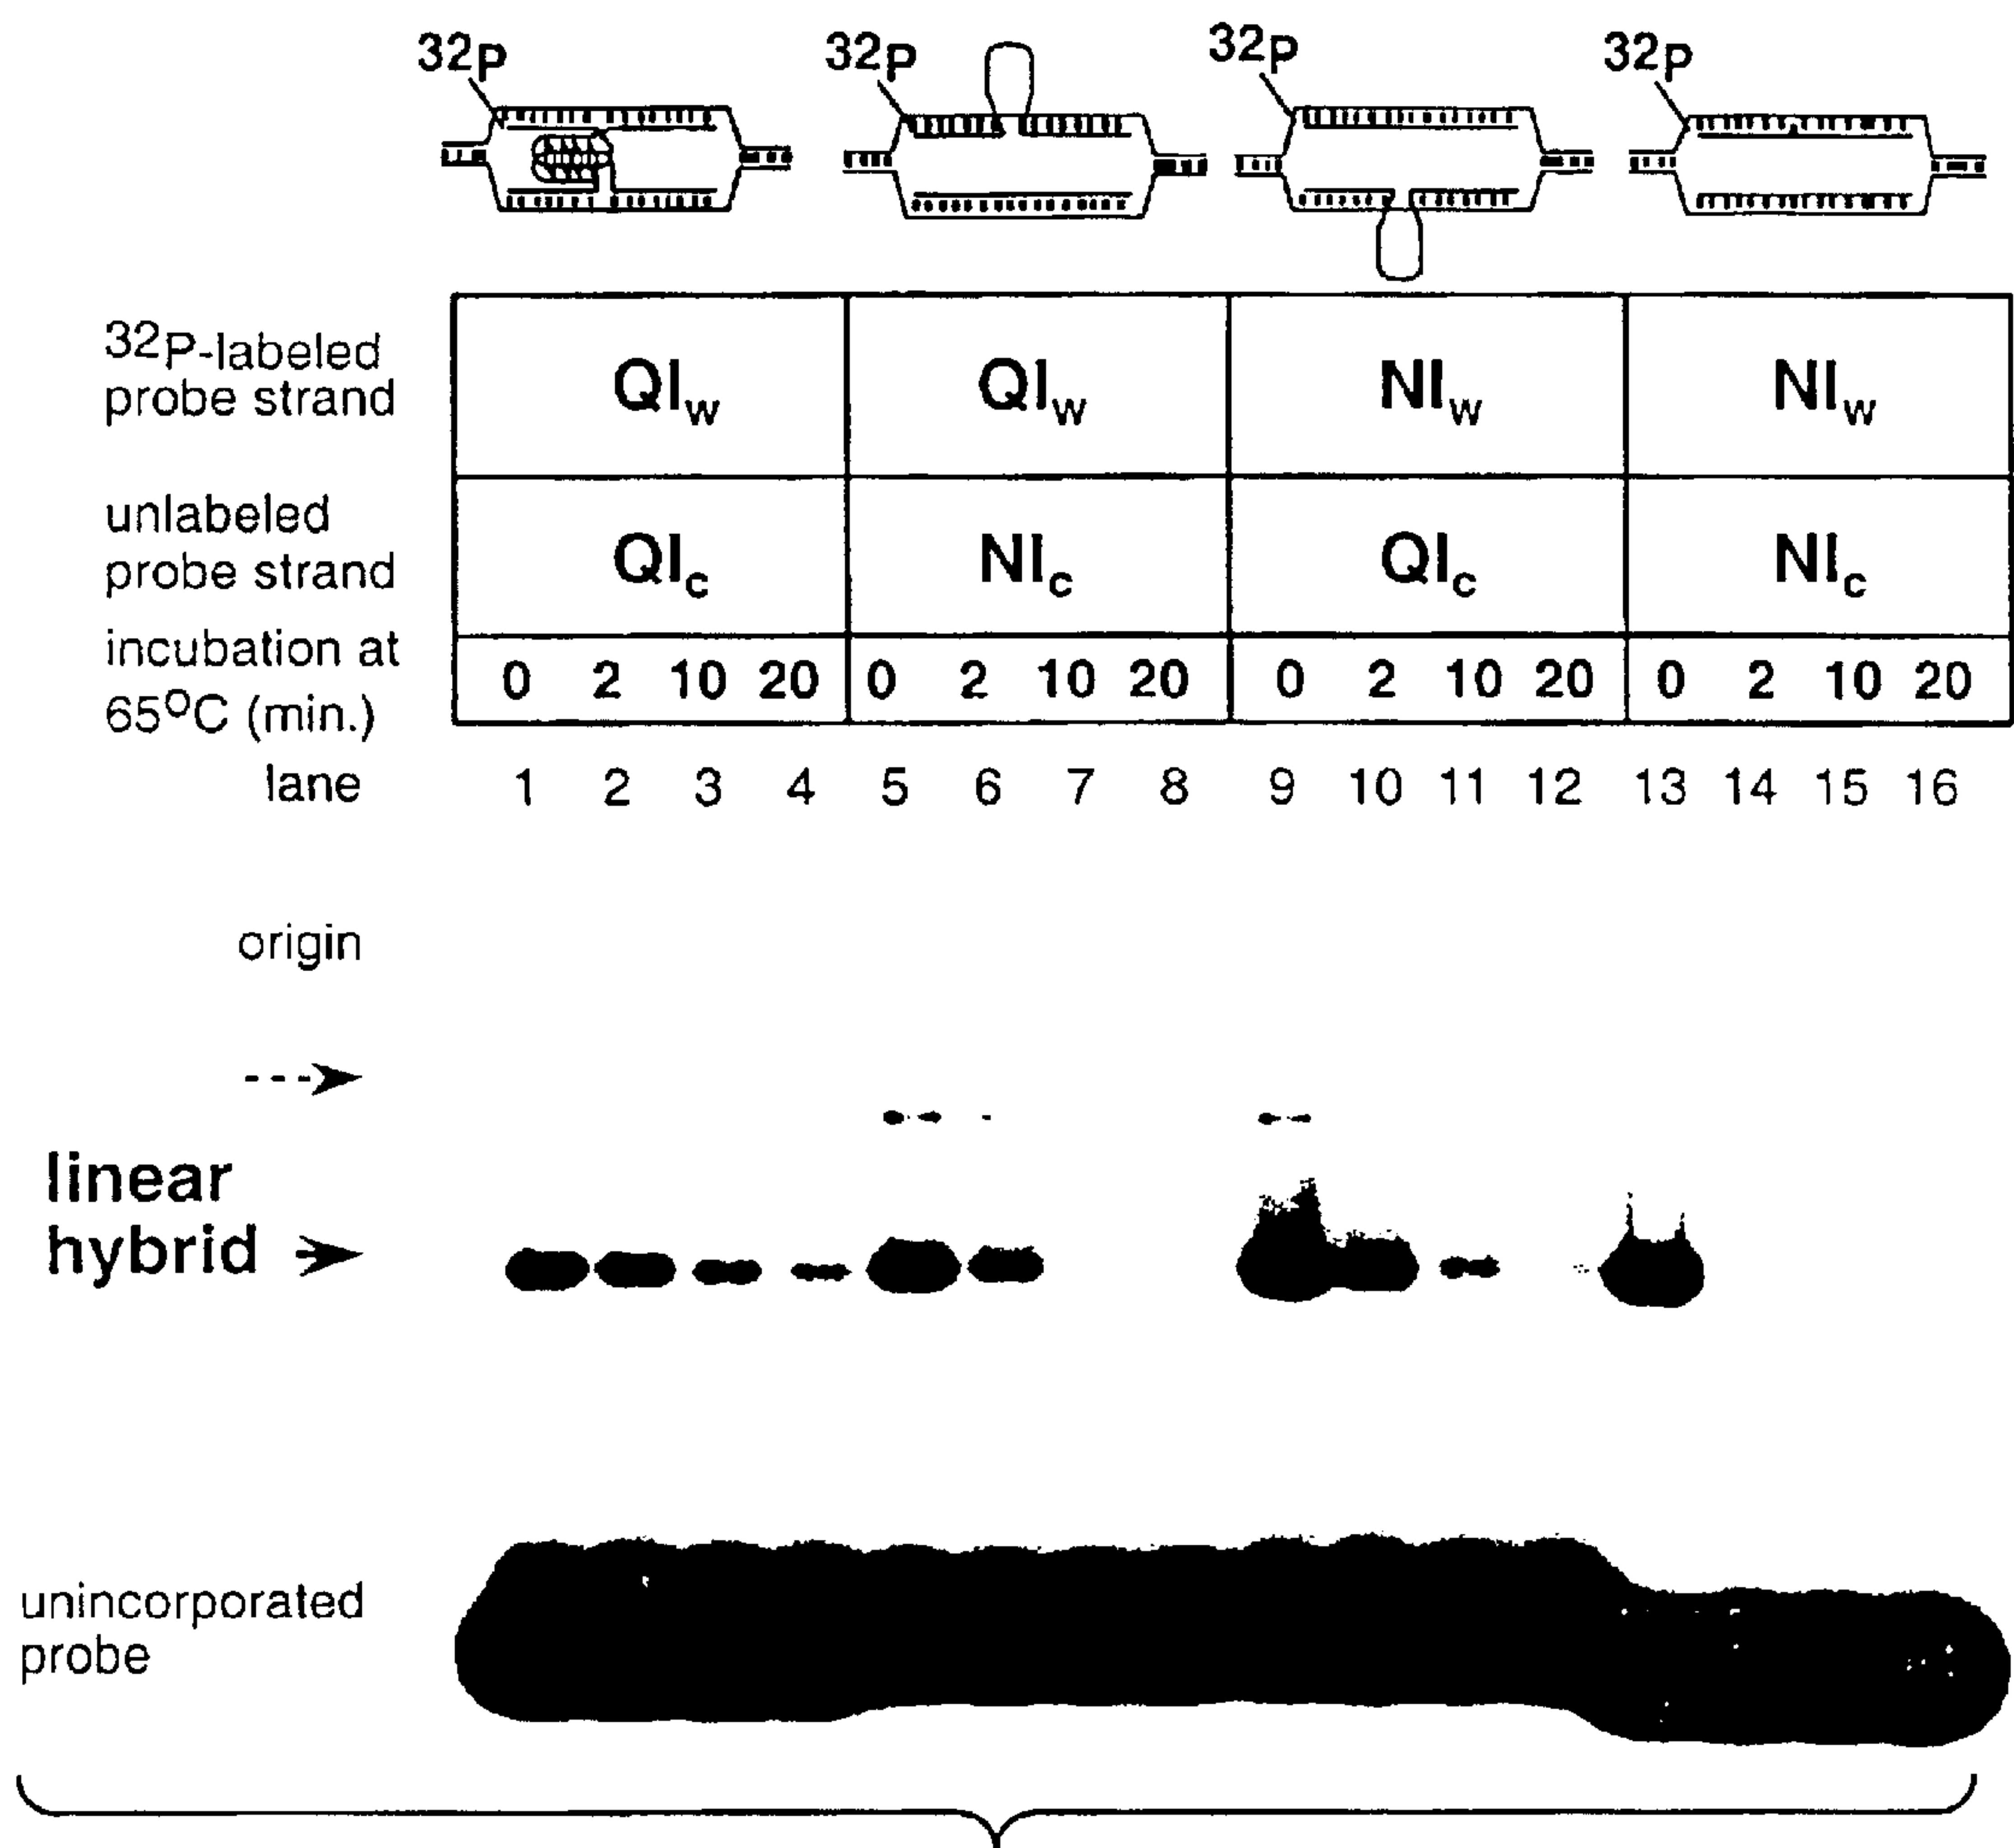 32P 32P 32P 32P
32P-labeled
probe strand
QIw QIw NIw NIw
unlabeled
probe strand
QIc NIc QIc NIc
incubation at
65°C (min.)
0 2 10 20 0 2 10 20 0 2 10 20 0 2 10 20
lane 1 2 3 4 5 6 7 8 9 10 11 12 13 14 15 16
origin
linear
hybrid
unincorporated
probe